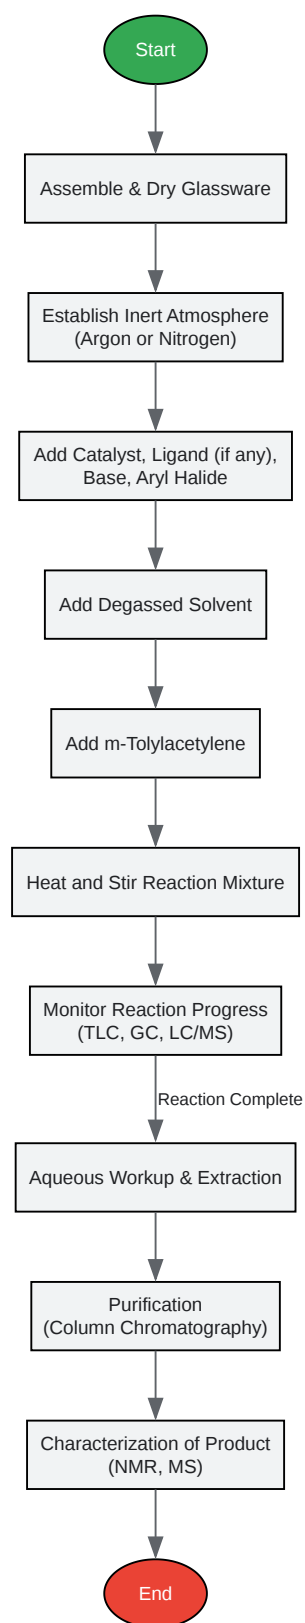 Start
Assemble & Dry Glassware
Establish Inert Atmosphere
(Argon or Nitrogen)
Add Catalyst, Ligand (if any),
Base, Aryl Halide
Add Degassed Solvent
Add m-Tolylacetylene
Heat and Stir Reaction Mixture
Monitor Reaction Progress
(TLC, GC, LC/MS)
Reaction Complete
Aqueous Workup & Extraction
Purification
(Column Chromatography)
Characterization of Product
(NMR, MS)
End